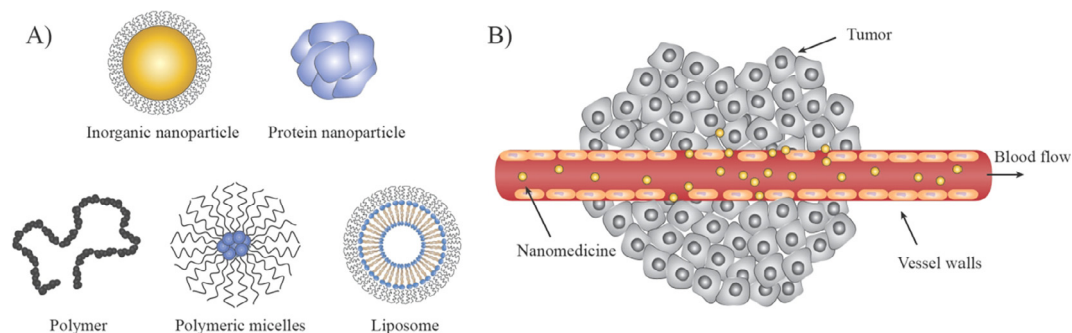 A)
Inorganic nanoparticle
Protein nanoparticle
Polymer
Polymeric micelles
Liposome
B)
Tumor
Blood flow
Nanomedicine
Vessel walls